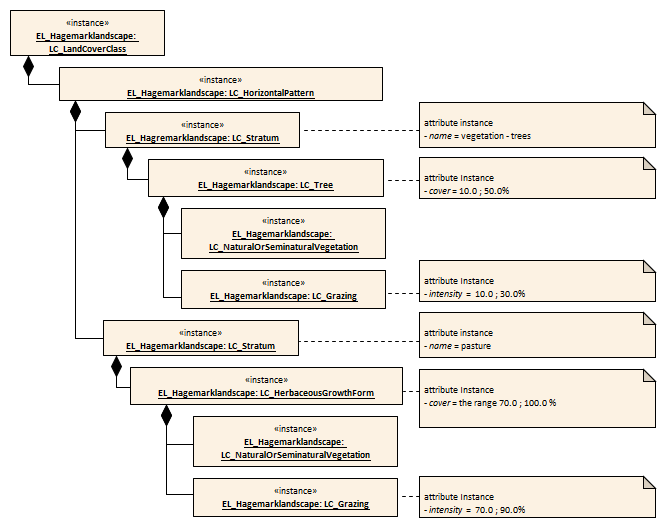 «instance»
EL_Hagemarklandscape:
LC_LandCoverClass
«instance»
EL_Hagemarklandscape: LC_HorizontalPattern
«instance»
EL_Hagremarklandscape: LC_Stratum
attribute instance
- name = vegetation - trees
«instance»
EL_Hagemarklandscape: LC_Tree
attribute Instance
- cover = 10.0 ; 50.0%
«instance»
EL_Hagemarklandscape:
LC_NaturalOrSeminaturalVegetation
«instance»
EL_Hagemarklandscape: LC_Grazing
attribute Instance
- intensity = 10.0 ; 30.0%
«instance»
EL_Hagemarklandscape: LC_Stratum
attribute instance
- name = pasture
«instance»
EL_Hagemarklandscape: LC_HerbaceousGrowthForm
attribute Instance
- cover = the range 70.0 ; 100.0 %
«instance»
EL_Hagemarklandscape:
LC_NaturalOrSeminaturalVegetation
«instance»
EL_Hagemarklandscape: LC_Grazing
attribute Instance
- intensity = 70.0 ; 90.0%